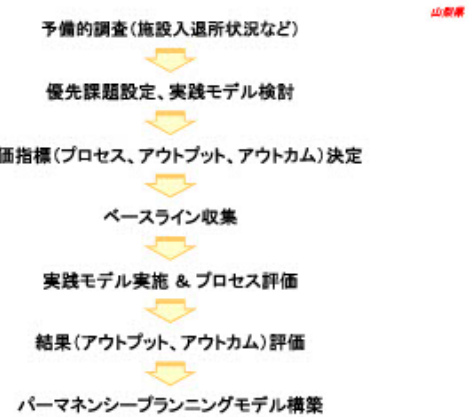 山梨県
予備的調査(施設入退所状況など)
優先課題設定、実践モデル検討
価指標(プロセス、アウトプット、アウトカム)決定
ベースライン収集
実践モデル実施 & プロセス評価
結果(アウトプット、アウトカム)評価
パーマネンシープランニングモデル構築